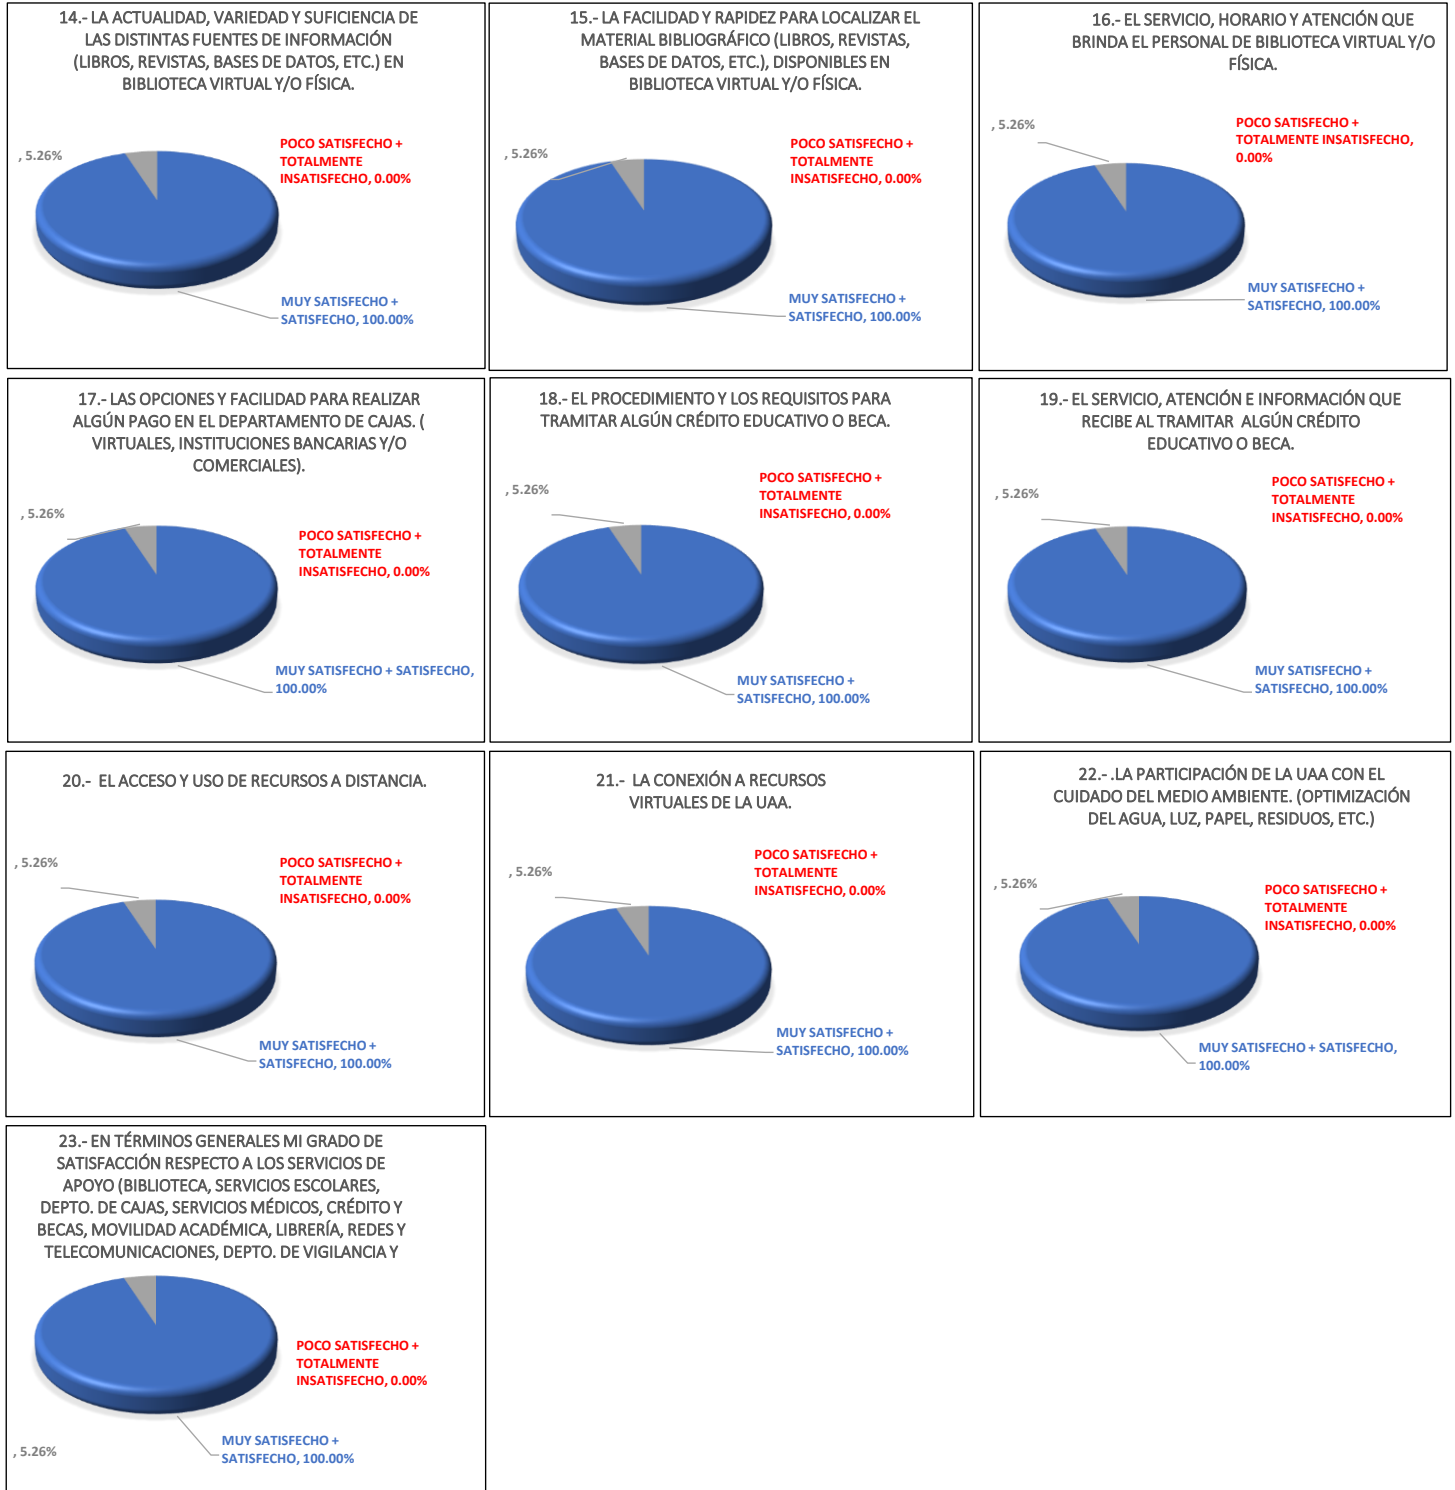 14.- LA ACTUALIDAD, VARIEDAD Y SUFICIENCIA DE
LAS DISTINTAS FUENTES DE INFORMACIÓN
(LIBROS, REVISTAS, BASES DE DATOS, ETC.) EN
BIBLIOTECA VIRTUAL Y/O FÍSICA.
, 5.26%
POCO SATISFECHO +
TOTALMENTE
INSATISFECHO, 0.00%
MUY SATISFECHO +
SATISFECHO, 100.00%
15.- LA FACILIDAD Y RAPIDEZ PARA LOCALIZAR EL
MATERIAL BIBLIOGRÁFICO (LIBROS, REVISTAS,
BASES DE DATOS, ETC.), DISPONIBLES EN
BIBLIOTECA VIRTUAL Y/O FÍSICA.
, 5.26%
POCO SATISFECHO +
TOTALMENTE
INSATISFECHO, 0.00%
MUY SATISFECHO +
SATISFECHO, 100.00%
16.- EL SERVICIO, HORARIO Y ATENCIÓN QUE
BRINDA EL PERSONAL DE BIBLIOTECA VIRTUAL Y/O
FÍSICA.
, 5.26%
POCO SATISFECHO +
TOTALMENTE INSATISFECHO,
0.00%
MUY SATISFECHO +
SATISFECHO, 100.00%
17.- LAS OPCIONES Y FACILIDAD PARA REALIZAR
ALGÚN PAGO EN EL DEPARTAMENTO DE CAJAS. (
VIRTUALES, INSTITUCIONES BANCARIAS Y/O
COMERCIALES).
, 5.26%
POCO SATISFECHO +
TOTALMENTE
INSATISFECHO, 0.00%
MUY SATISFECHO + SATISFECHO,
100.00%
18.- EL PROCEDIMIENTO Y LOS REQUISITOS PARA
TRAMITAR ALGÚN CRÉDITO EDUCATIVO O BECA.
, 5.26%
POCO SATISFECHO +
TOTALMENTE
INSATISFECHO, 0.00%
MUY SATISFECHO +
SATISFECHO, 100.00%
19.- EL SERVICIO, ATENCIÓN E INFORMACIÓN QUE
RECIBE AL TRAMITAR ALGÚN CRÉDITO
EDUCATIVO O BECA.
, 5.26%
POCO SATISFECHO +
TOTALMENTE
INSATISFECHO, 0.00%
MUY SATISFECHO +
SATISFECHO, 100.00%
20.- EL ACCESO Y USO DE RECURSOS A DISTANCIA.
, 5.26%
POCO SATISFECHO +
TOTALMENTE
INSATISFECHO, 0.00%
MUY SATISFECHO +
SATISFECHO, 100.00%
21.- LA CONEXIÓN A RECURSOS
VIRTUALES DE LA UAA.
, 5.26%
POCO SATISFECHO +
TOTALMENTE
INSATISFECHO, 0.00%
MUY SATISFECHO +
SATISFECHO, 100.00%
22.- .LA PARTICIPACIÓN DE LA UAA CON EL
CUIDADO DEL MEDIO AMBIENTE. (OPTIMIZACIÓN
DEL AGUA, LUZ, PAPEL, RESIDUOS, ETC.)
, 5.26%
POCO SATISFECHO +
TOTALMENTE
INSATISFECHO, 0.00%
MUY SATISFECHO + SATISFECHO,
100.00%
23.- EN TÉRMINOS GENERALES MI GRADO DE
SATISFACCIÓN RESPECTO A LOS SERVICIOS DE
APOYO (BIBLIOTECA, SERVICIOS ESCOLARES,
DEPTO. DE CAJAS, SERVICIOS MÉDICOS, CRÉDITO Y
BECAS, MOVILIDAD ACADÉMICA, LIBRERÍA, REDES Y
TELECOMUNICACIONES, DEPTO. DE VIGILANCIA Y
POCO SATISFECHO +
TOTALMENTE
INSATISFECHO, 0.00%
MUY SATISFECHO +
SATISFECHO, 100.00%
, 5.26%